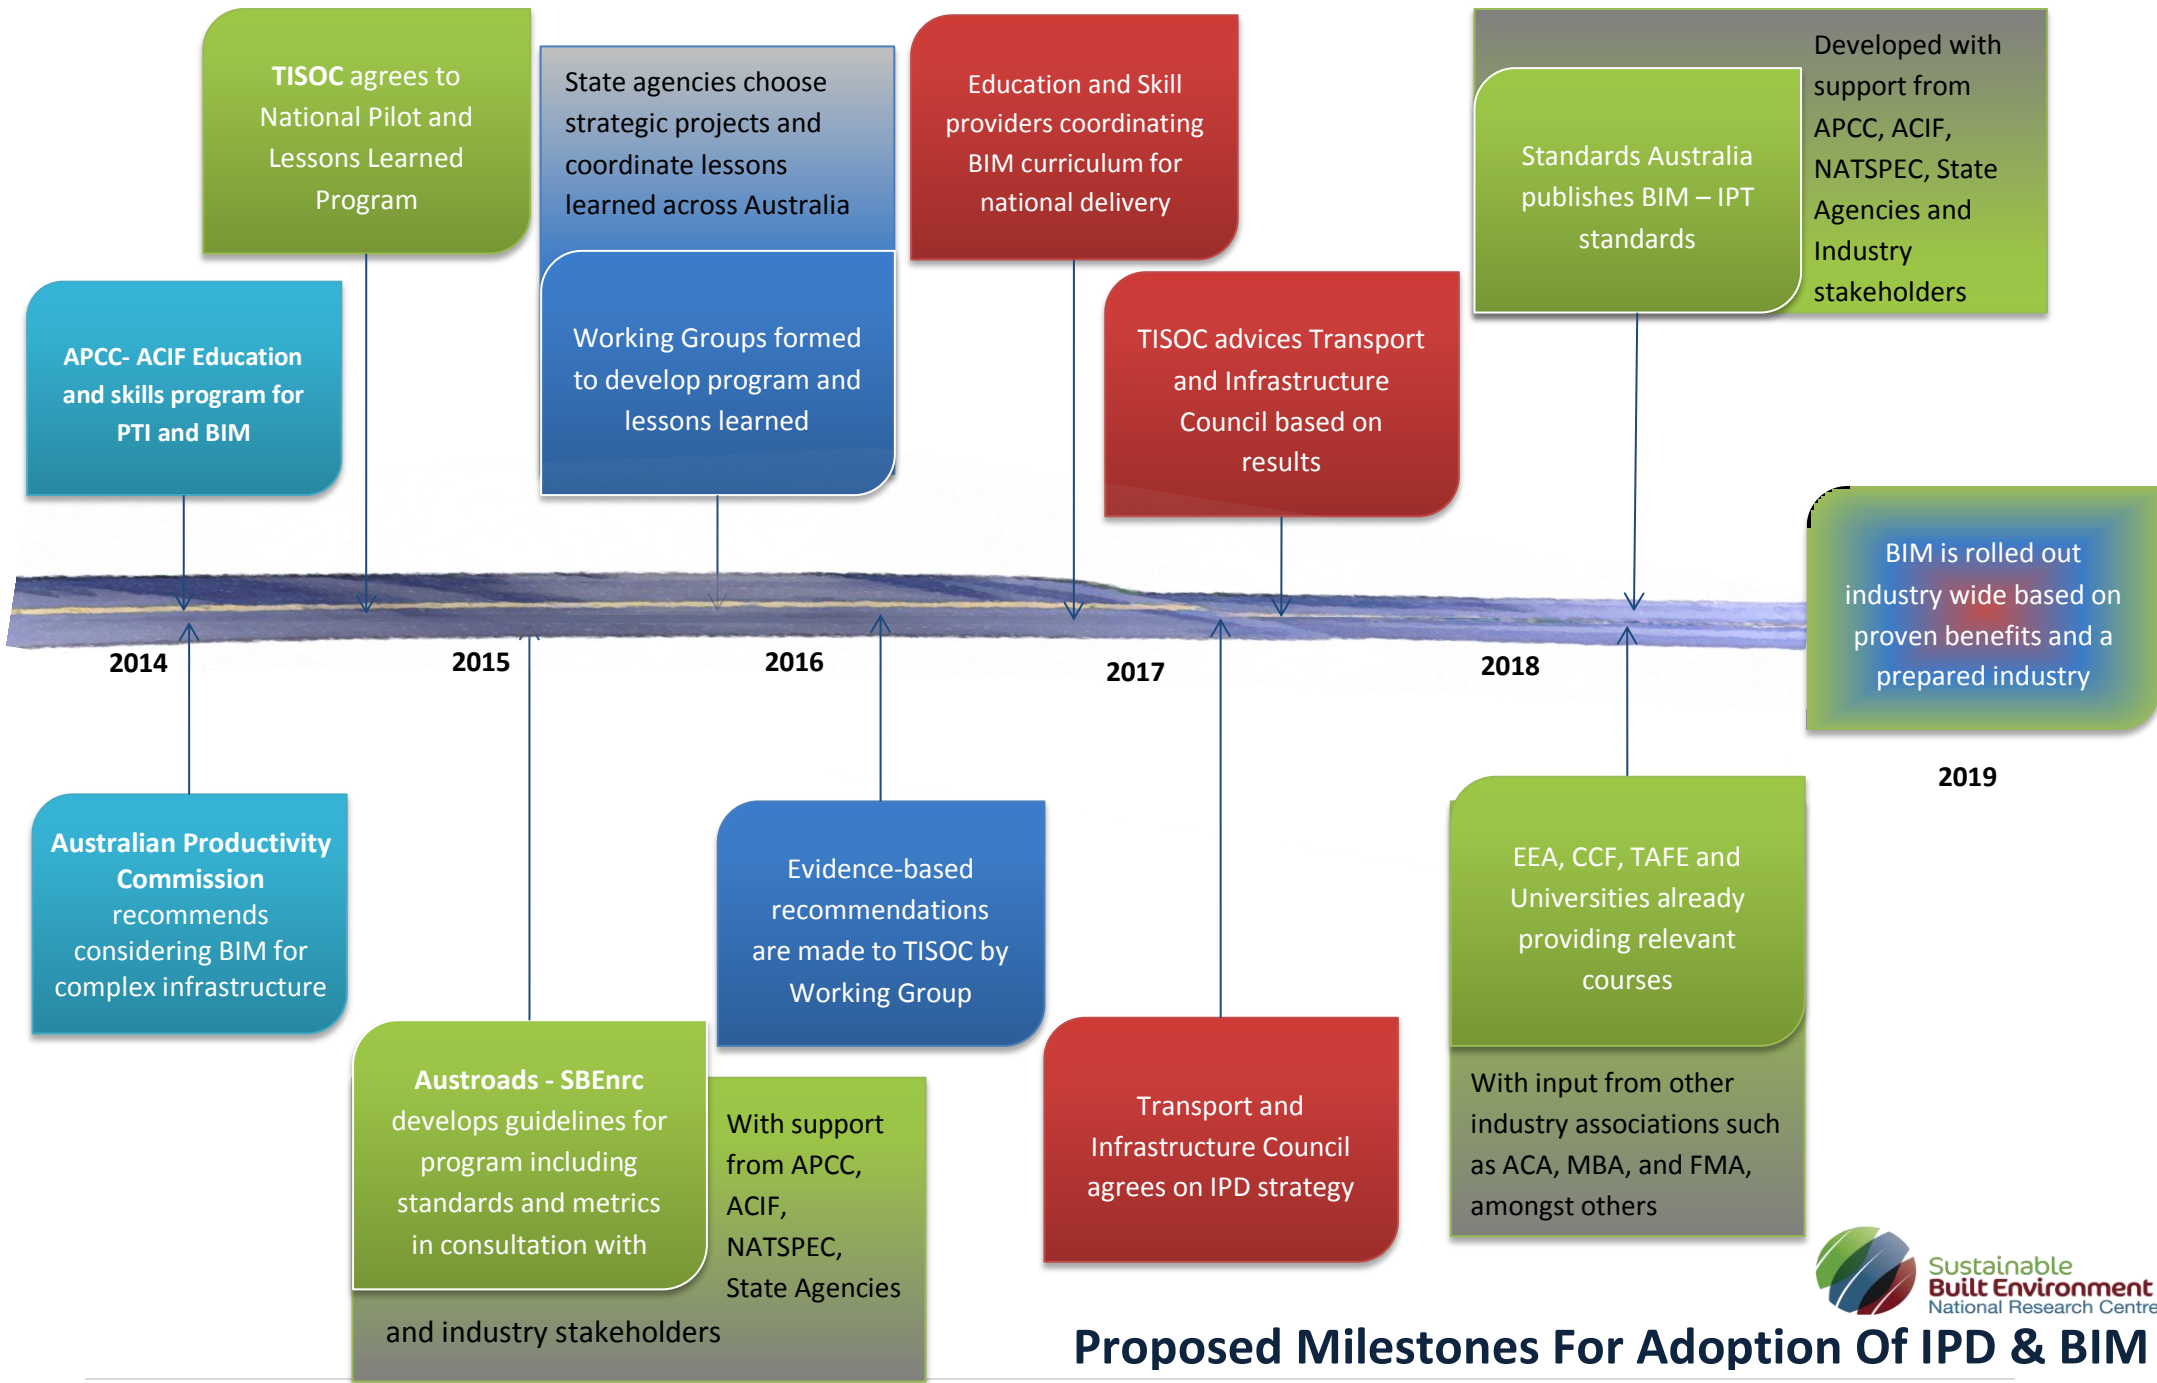 TISOC agrees to
National Pilot and
Lessons Learned
Program
State agencies choose
strategic projects and
coordinate lessons
learned across Australia
Education and Skill
providers coordinating
BIM curriculum for
national delivery
Standards Australia
publishes BIM – IPT
standards
Developed with
support from
APCC, ACIF,
NATSPEC, State
Agencies and
Industry
stakeholders
APCC- ACIF Education
and skills program for
PTI and BIM
Working Groups formed
to develop program and
lessons learned
TISOC advices Transport
and Infrastructure
Council based on
results
BIM is rolled out
industry wide based on
proven benefits and a
prepared industry
2014
2015
2016
2017
2018
2019
Australian Productivity
Commission
recommends
considering BIM for
complex infrastructure
Austroads - SBEnrc
develops guidelines for
program including
standards and metrics
in consultation with
With support
from APCC,
ACIF,
NATSPEC,
State Agencies
and industry stakeholders
Evidence-based
recommendations
are made to TISOC by
Working Group
Transport and
Infrastructure Council
agrees on IPD strategy
EEA, CCF, TAFE and
Universities already
providing relevant
courses
With input from other
industry associations such
as ACA, MBA, and FMA,
amongst others
Sustainable
Built Environment
National Research Centre
Proposed Milestones For Adoption Of IPD & BIM